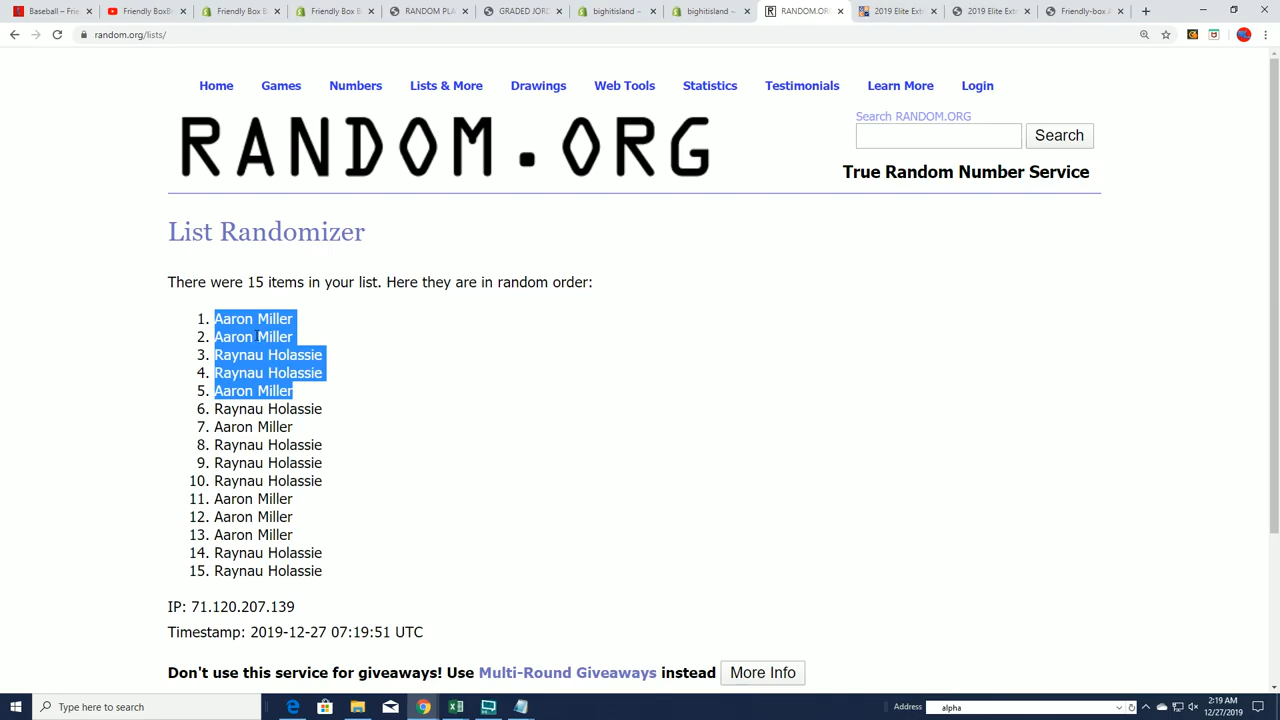 Baseball – Frie
Friendly BoxBr
Friendly Box B
Friendly Box B
RANDOM PLA
GRADED JORD
bighitisland –
bighitisland –
RANDOM.OR
2019 Elite Ext
2019 Elite Ext
Friendly-box A
random.org/lists/
Home Games Numbers Lists & More Drawings Web Tools Statistics Testimonials Learn More Login
Search RANDOM.ORG
RANDOM.ORG
Search
True Random Number Service
List Randomizer
There were 15 items in your list. Here they are in random order:
1. Aaron Miller
2. Aaron Miller
3. Raynau Holassie
4. Raynau Holassie
5. Aaron Miller
6. Raynau Holassie
7. Aaron Miller
8. Raynau Holassie
9. Raynau Holassie
10. Raynau Holassie
11. Aaron Miller
12. Aaron Miller
13. Aaron Miller
14. Raynau Holassie
15. Raynau Holassie
IP: 71.120.207.139
Timestamp: 2019-12-27 07:19:51 UTC
Don't use this service for giveaways! Use Multi-Round Giveaways instead More Info
Type here to search
Address alpha
2:19 AM
12/27/2019